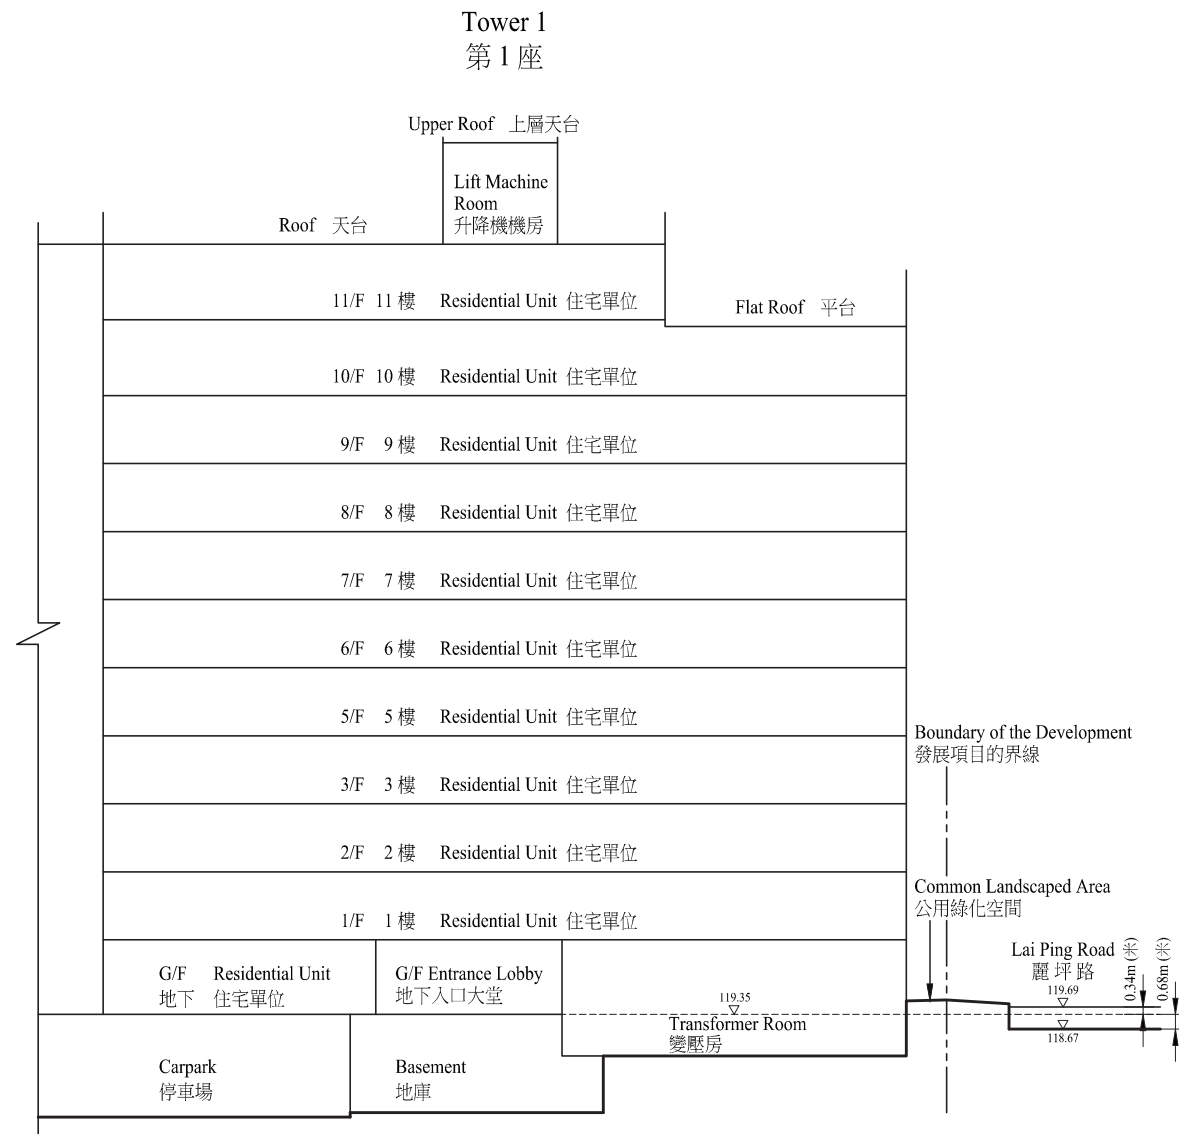 Tower 1
第 1 座
Upper Roof 上層天台
Lift Machine
Room
升降機機房
Roof 天台
11/F 11 樓 Residential Unit 住宅單位
Flat Roof 平台
10/F 10 樓 Residential Unit 住宅單位
9/F 9 樓 Residential Unit 住宅單位
8/F 8 樓 Residential Unit 住宅單位
7/F 7 樓 Residential Unit 住宅單位
6/F 6 樓 Residential Unit 住宅單位
5/F 5 樓 Residential Unit 住宅單位
Boundary of the Development
發展項目的界線
3/F 3 樓 Residential Unit 住宅單位
2/F 2 樓 Residential Unit 住宅單位
Common Landscaped Area
公用綠化空間
1/F 1 樓 Residential Unit 住宅單位
G/F Residential Unit
地下 住宅單位
G/F Entrance Lobby
地下入口大堂
119.35
Transformer Room
變壓房
Lai Ping Road
麗坪路
119.69
118.67
0.34m (米)
0.68m (米)
Carpark
停車場
Basement
地庫